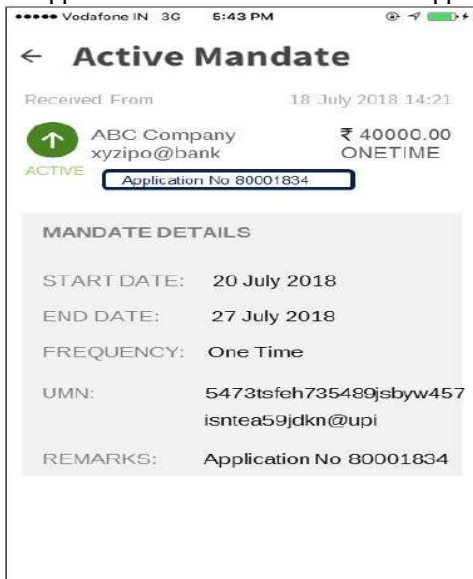 Vodafone IN 3G 5:43 PM
Active Mandate
Received From 18 July 2018 14:21
ABC Company ₹ 40000.00
xyzipo@bank ONETIME
ACTIVE
Application No 80001834
MANDATE DETAILS
START DATE: 20 July 2018
END DATE: 27 July 2018
FREQUENCY: One Time
UMN: 5473tsfeh735489jsbyw457
isntea59jdkn@upi
REMARKS: Application No 80001834